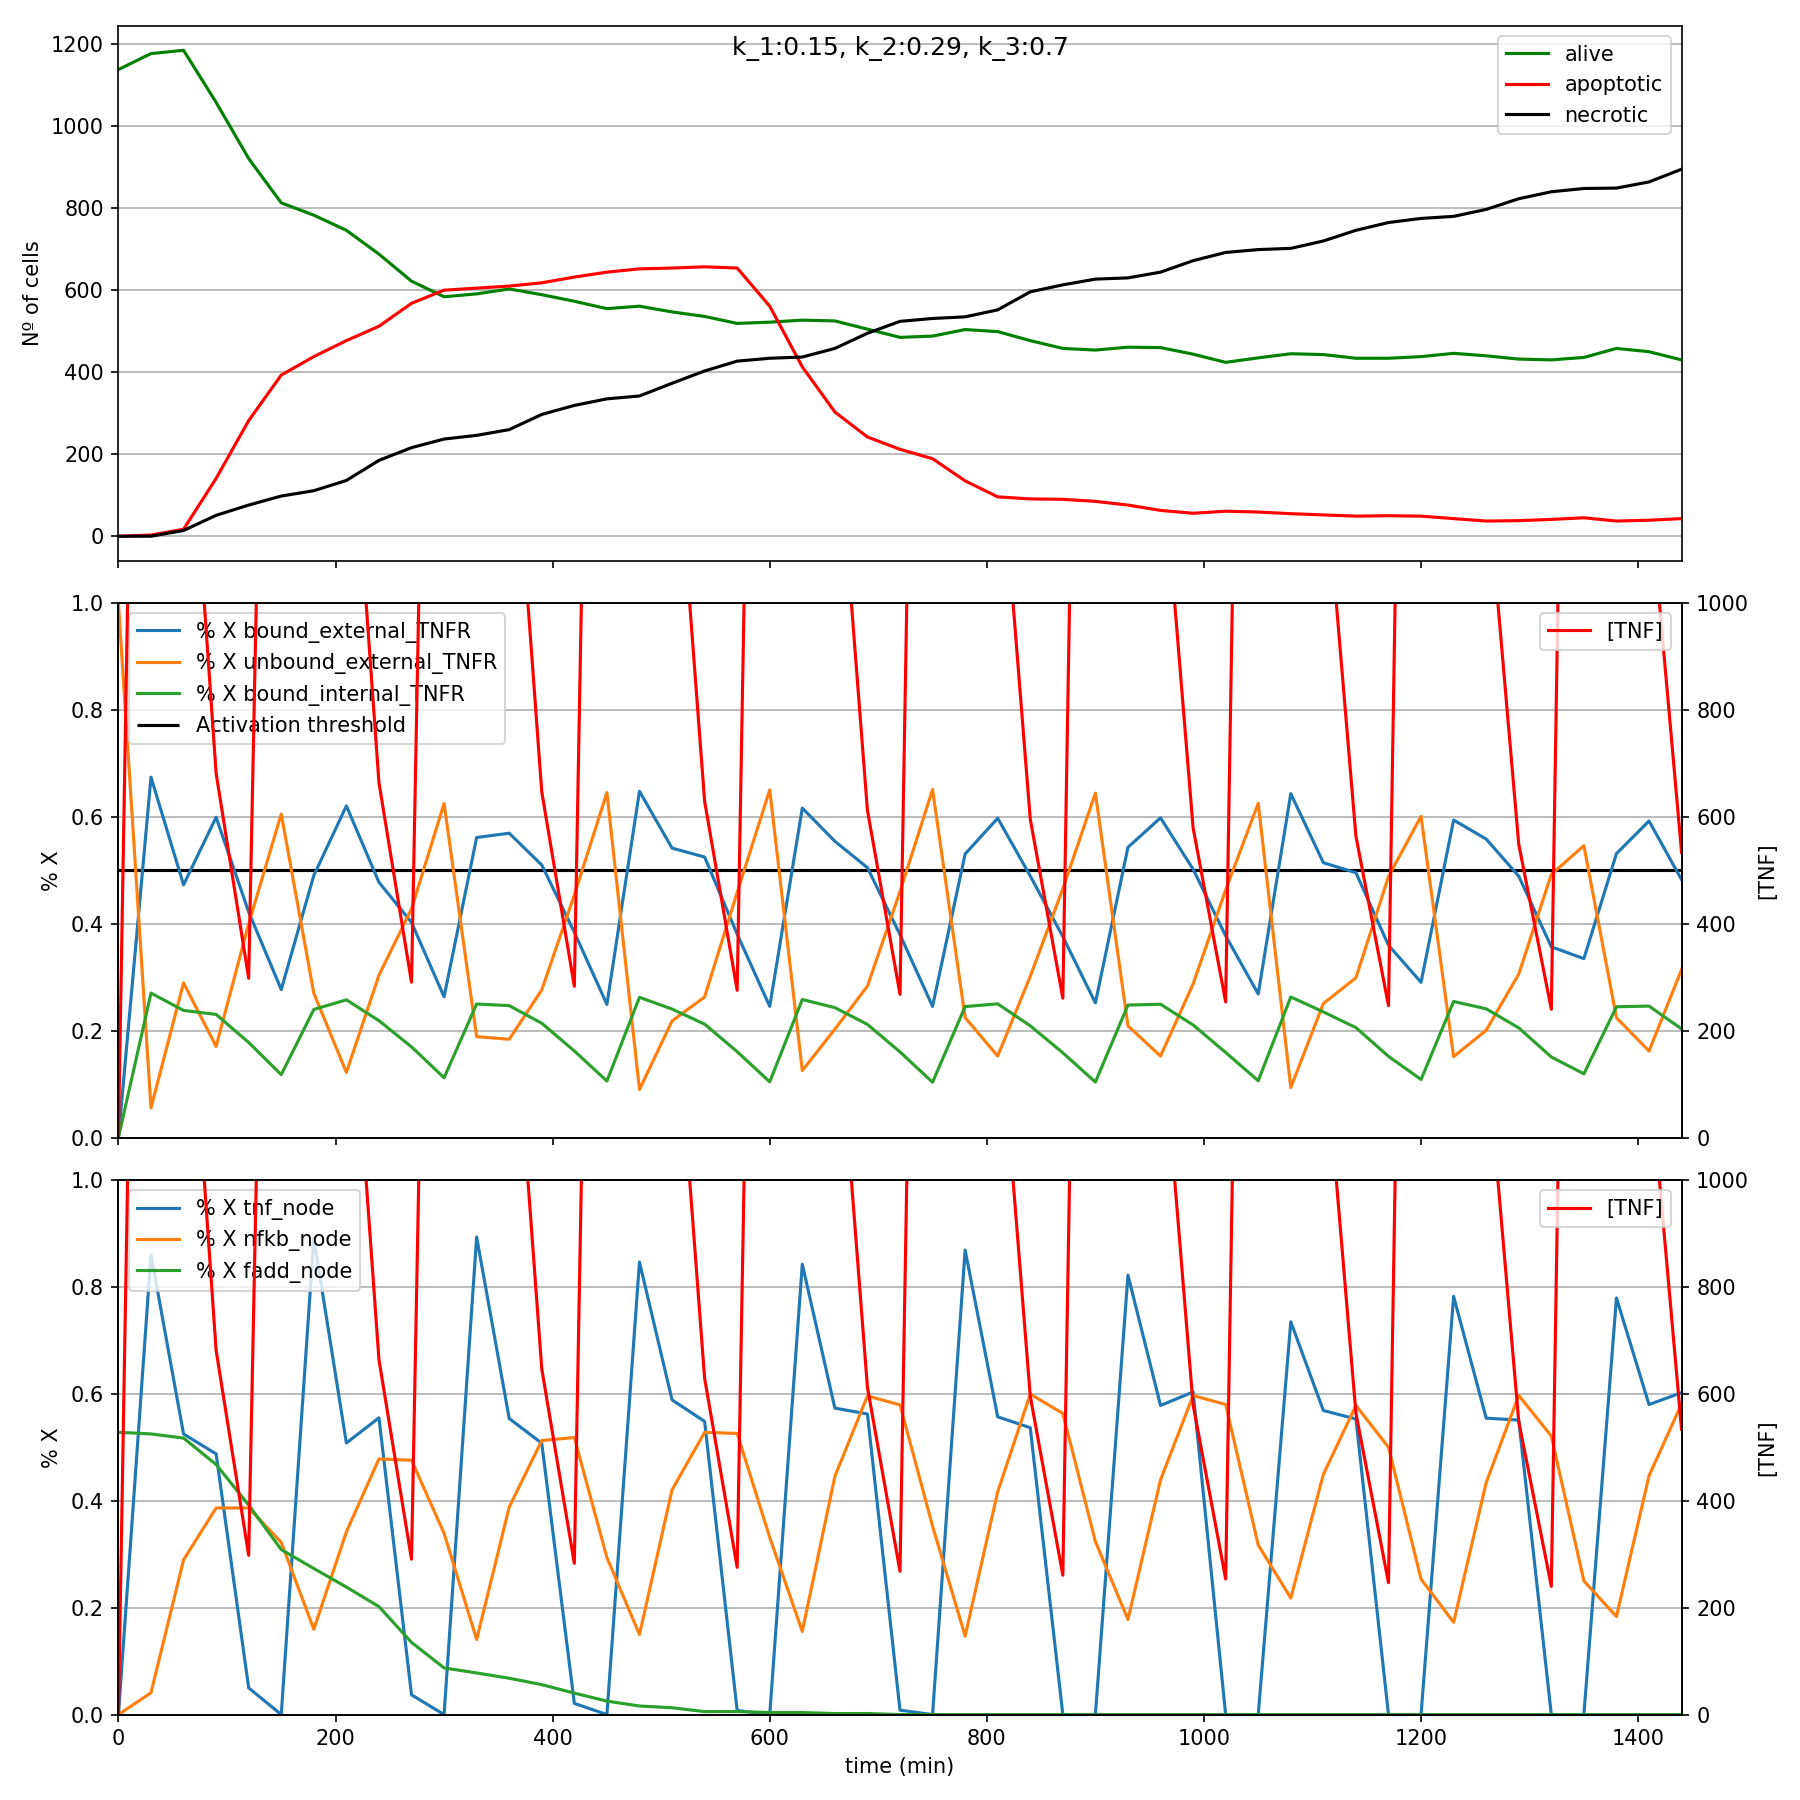 k_1:0.15, k_2:0.29, k_3:0.7
alive
apoptotic
necrotic
Nº of cells
1200
1000
800
600
400
200
0
% X bound_external_TNFR
% X unbound_external_TNFR
% X bound_internal_TNFR
Activation threshold
[TNF]
% X
1.0
0.8
0.6
0.4
0.2
0.0
1000
800
600
400
200
0
[TNF]
% X tnf_node
% X nfkb_node
% X fadd_node
[TNF]
% X
1.0
0.8
0.6
0.4
0.2
0.0
1000
800
600
400
200
0
[TNF]
0 200 400 600 800 1000 1200 1400
time (min)